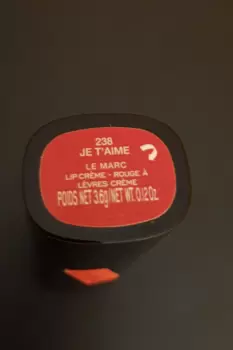 238
JE T'AIME
LE MARC
LIP CRÈME - ROUGE À
LÈVRES CRÈME
POIDS NET 3.6g/NET WT. 0.12 Oz.